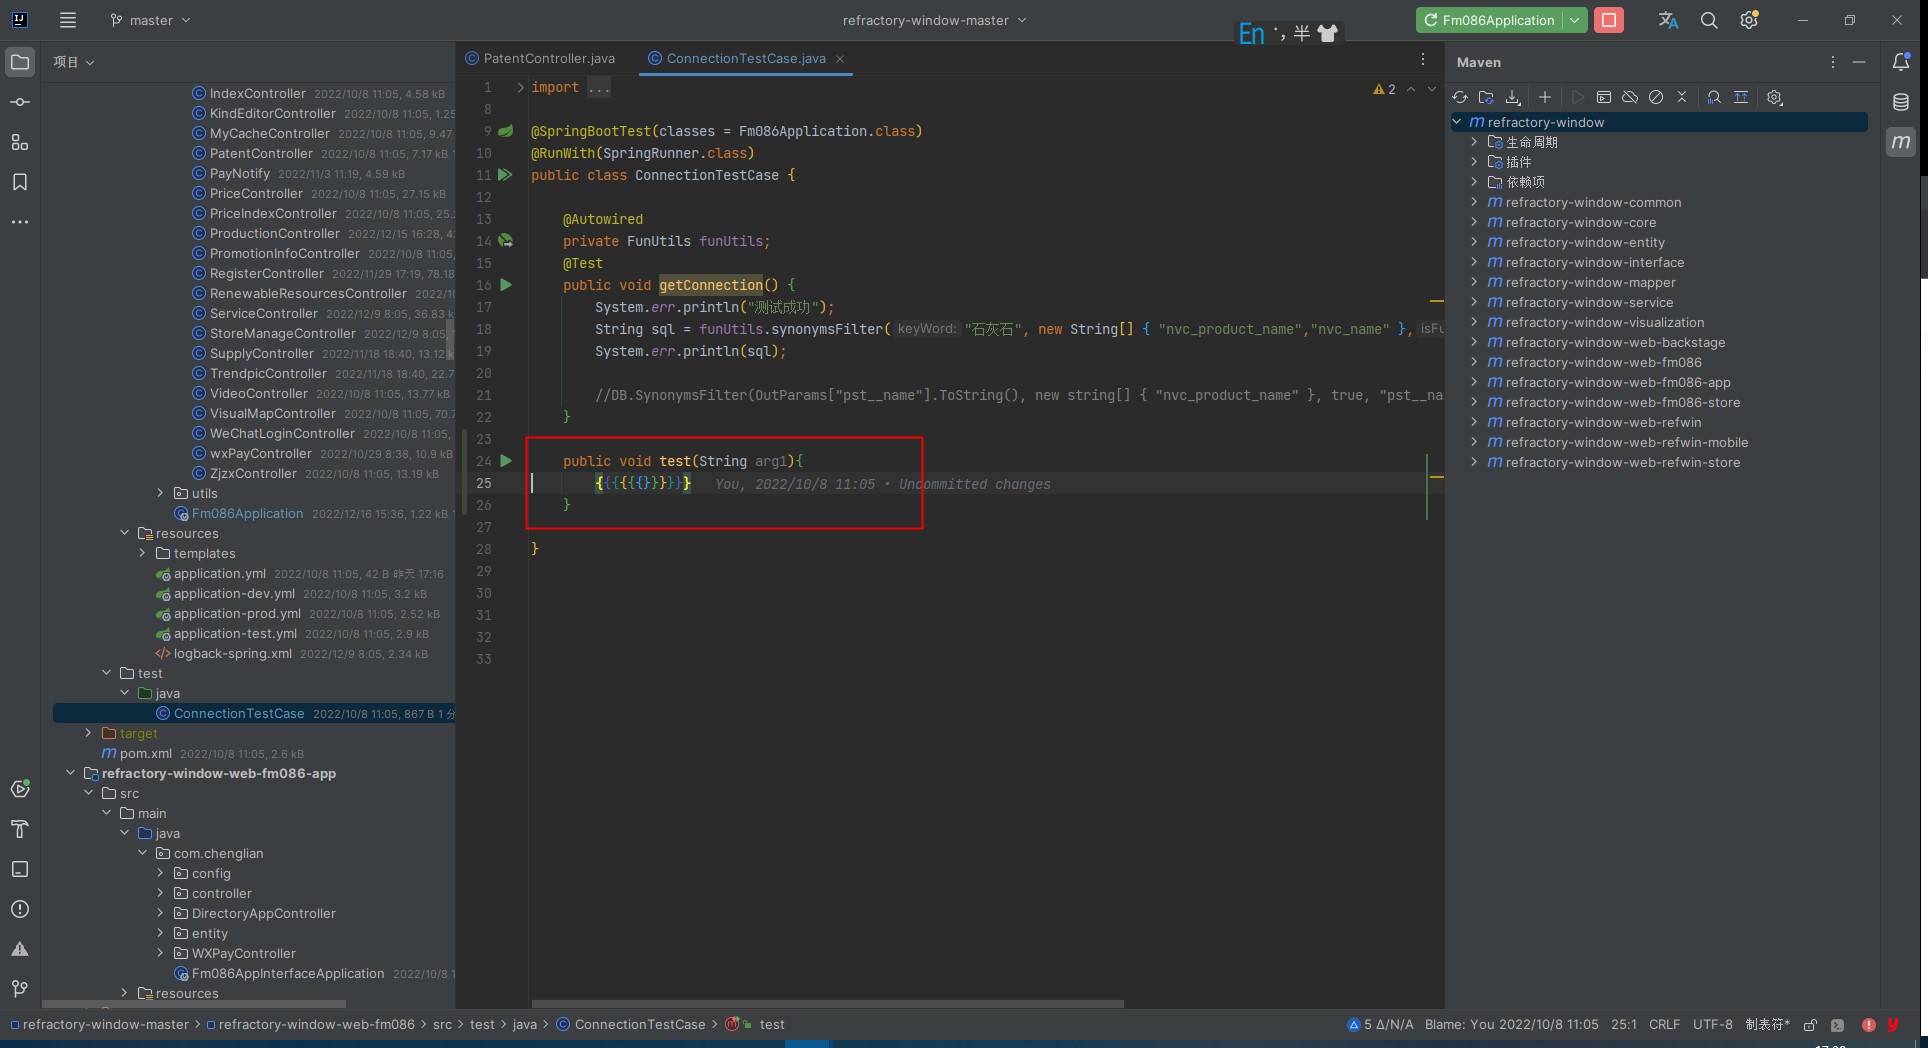 master
refractory-window-master
Fm086Application
En ·, 半
项目
IndexController 2022/10/8 11:05, 4.58 kB
KindEditorController 2022/10/8 11:05, 1.25
MyCacheController 2022/10/8 11:05, 9.47
PatentController 2022/10/8 11:05, 7.17 kB
PayNotify 2022/11/3 11:19, 4.59 kB
PriceController 2022/10/8 11:05, 27.15 kB
PriceIndexController 2022/10/8 11:05, 25.
ProductionController 2022/12/15 16:28, 4
PromotionInfoController 2022/10/8 11:05,
RegisterController 2022/11/29 17:19, 78.18
RenewableResourcesController 2022/1
ServiceController 2022/12/9 8:05, 36.83 k
StoreManageController 2022/12/9 8:05,
SupplyController 2022/11/18 18:40, 13.12 k
TrendpicController 2022/11/18 18:40, 22.7
VideoController 2022/10/8 11:05, 13.77 kB
VisualMapController 2022/10/8 11:05, 70.7
WeChatLoginController 2022/10/8 11:05,
wxPayController 2022/10/29 8:38, 10.9 kB
ZjzxController 2022/10/8 11:05, 13.19 kB
utils
Fm086Application 2022/12/16 15:36, 1.22 kB 1
resources
templates
application.yml 2022/10/8 11:05, 42 B 昨天 17:16
application-dev.yml 2022/10/8 11:05, 3.2 kB
application-prod.yml 2022/10/8 11:05, 2.52 kB
application-test.yml 2022/10/8 11:05, 2.9 kB
logback-spring.xml 2022/12/9 8:05, 2.34 kB
test
java
ConnectionTestCase 2022/10/8 11:05, 867 B 1 分
target
pom.xml 2022/10/8 11:05, 2.6 kB
refractory-window-web-fm086-app
src
main
java
com.chenglian
config
controller
DirectoryAppController
entity
WXPayController
Fm086AppInterfaceApplication 2022/10/8 1
resources
PatentController.java
ConnectionTestCase.java
2
1 import ...
8
9 @SpringBootTest(classes = Fm086Application.class)
10 @RunWith(SpringRunner.class)
11 public class ConnectionTestCase {
12
13 @Autowired
14 private FunUtils funUtils;
15 @Test
16 public void getConnection() {
17 System.err.println("测试成功");
18 String sql = funUtils.synonymsFilter( keyWord: "石灰石", new String[] { "nvc_product_name","nvc_name" }, isFu
19 System.err.println(sql);
20
21 //DB.SynonymsFilter(OutParams["pst__name"].ToString(), new string[] { "nvc_product_name" }, true, "pst__na
22 }
23
24 public void test(String arg1){
25 {{{{{{}}}}}} You, 2022/10/8 11:05 • Uncommitted changes
26 }
27
28 }
29
30
31
32
33
Maven
refractory-window
生命周期
插件
依赖项
refractory-window-common
refractory-window-core
refractory-window-entity
refractory-window-interface
refractory-window-mapper
refractory-window-service
refractory-window-visualization
refractory-window-web-backstage
refractory-window-web-fm086
refractory-window-web-fm086-app
refractory-window-web-fm086-store
refractory-window-web-refwin
refractory-window-web-refwin-mobile
refractory-window-web-refwin-store
refractory-window-master > refractory-window-web-fm086 > src > test > java > ConnectionTestCase > test
5 Δ/N/A Blame: You 2022/10/8 11:05 25:1 CRLF UTF-8 制表符*